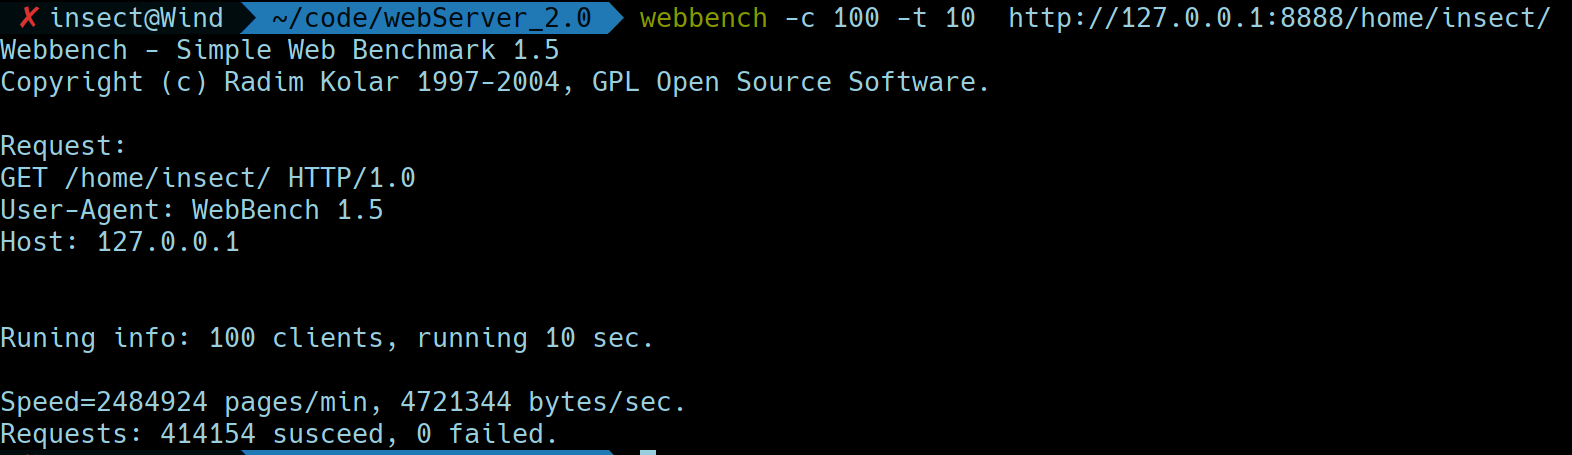 ✗ insect@Wind ~/code/webServer_2.0 webbench -c 100 -t 10  http://127.0.0.1:8888/home/insect/
Webbench - Simple Web Benchmark 1.5
Copyright (c) Radim Kolar 1997-2004, GPL Open Source Software.
Request:
GET /home/insect/ HTTP/1.0
User-Agent: WebBench 1.5
Host: 127.0.0.1
Runing info: 100 clients, running 10 sec.
Speed=2484924 pages/min, 4721344 bytes/sec.
Requests: 414154 susceed, 0 failed.